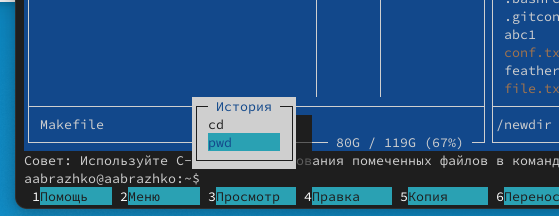 .bashrc
.gitcon
abc1
conf.tx
feather
file.tx
История
cd
pwd
Makefile
/newdir
80G / 119G (67%)
Совет: Используйте C- ования помеченных файлов в команд
aabrazhko@aabrazhko:~$
1Помощь 2Меню 3Просмотр 4Правка 5Копия 6Перенос